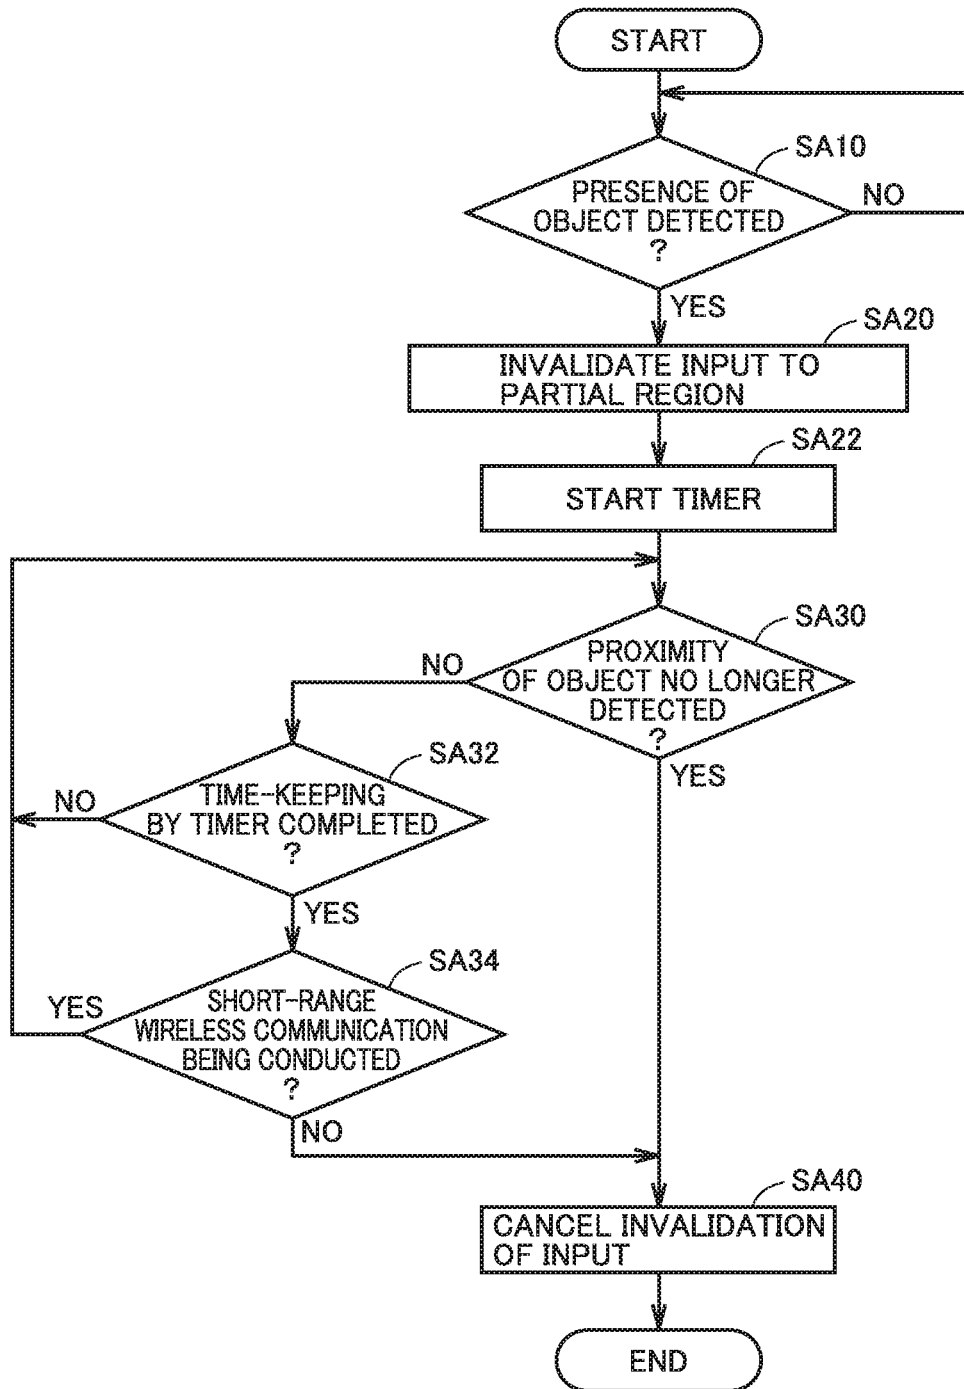 START
SA10
PRESENCE OF
OBJECT DETECTED
?
NO
YES
SA20
INVALIDATE INPUT TO
PARTIAL REGION
SA22
START TIMER
SA30
PROXIMITY
OF OBJECT NO LONGER
DETECTED
?
NO
YES
SA32
TIME-KEEPING
BY TIMER COMPLETED
?
NO
YES
SA34
SHORT-RANGE
WIRELESS COMMUNICATION
BEING CONDUCTED
?
YES
NO
SA40
CANCEL INVALIDATION
OF INPUT
END